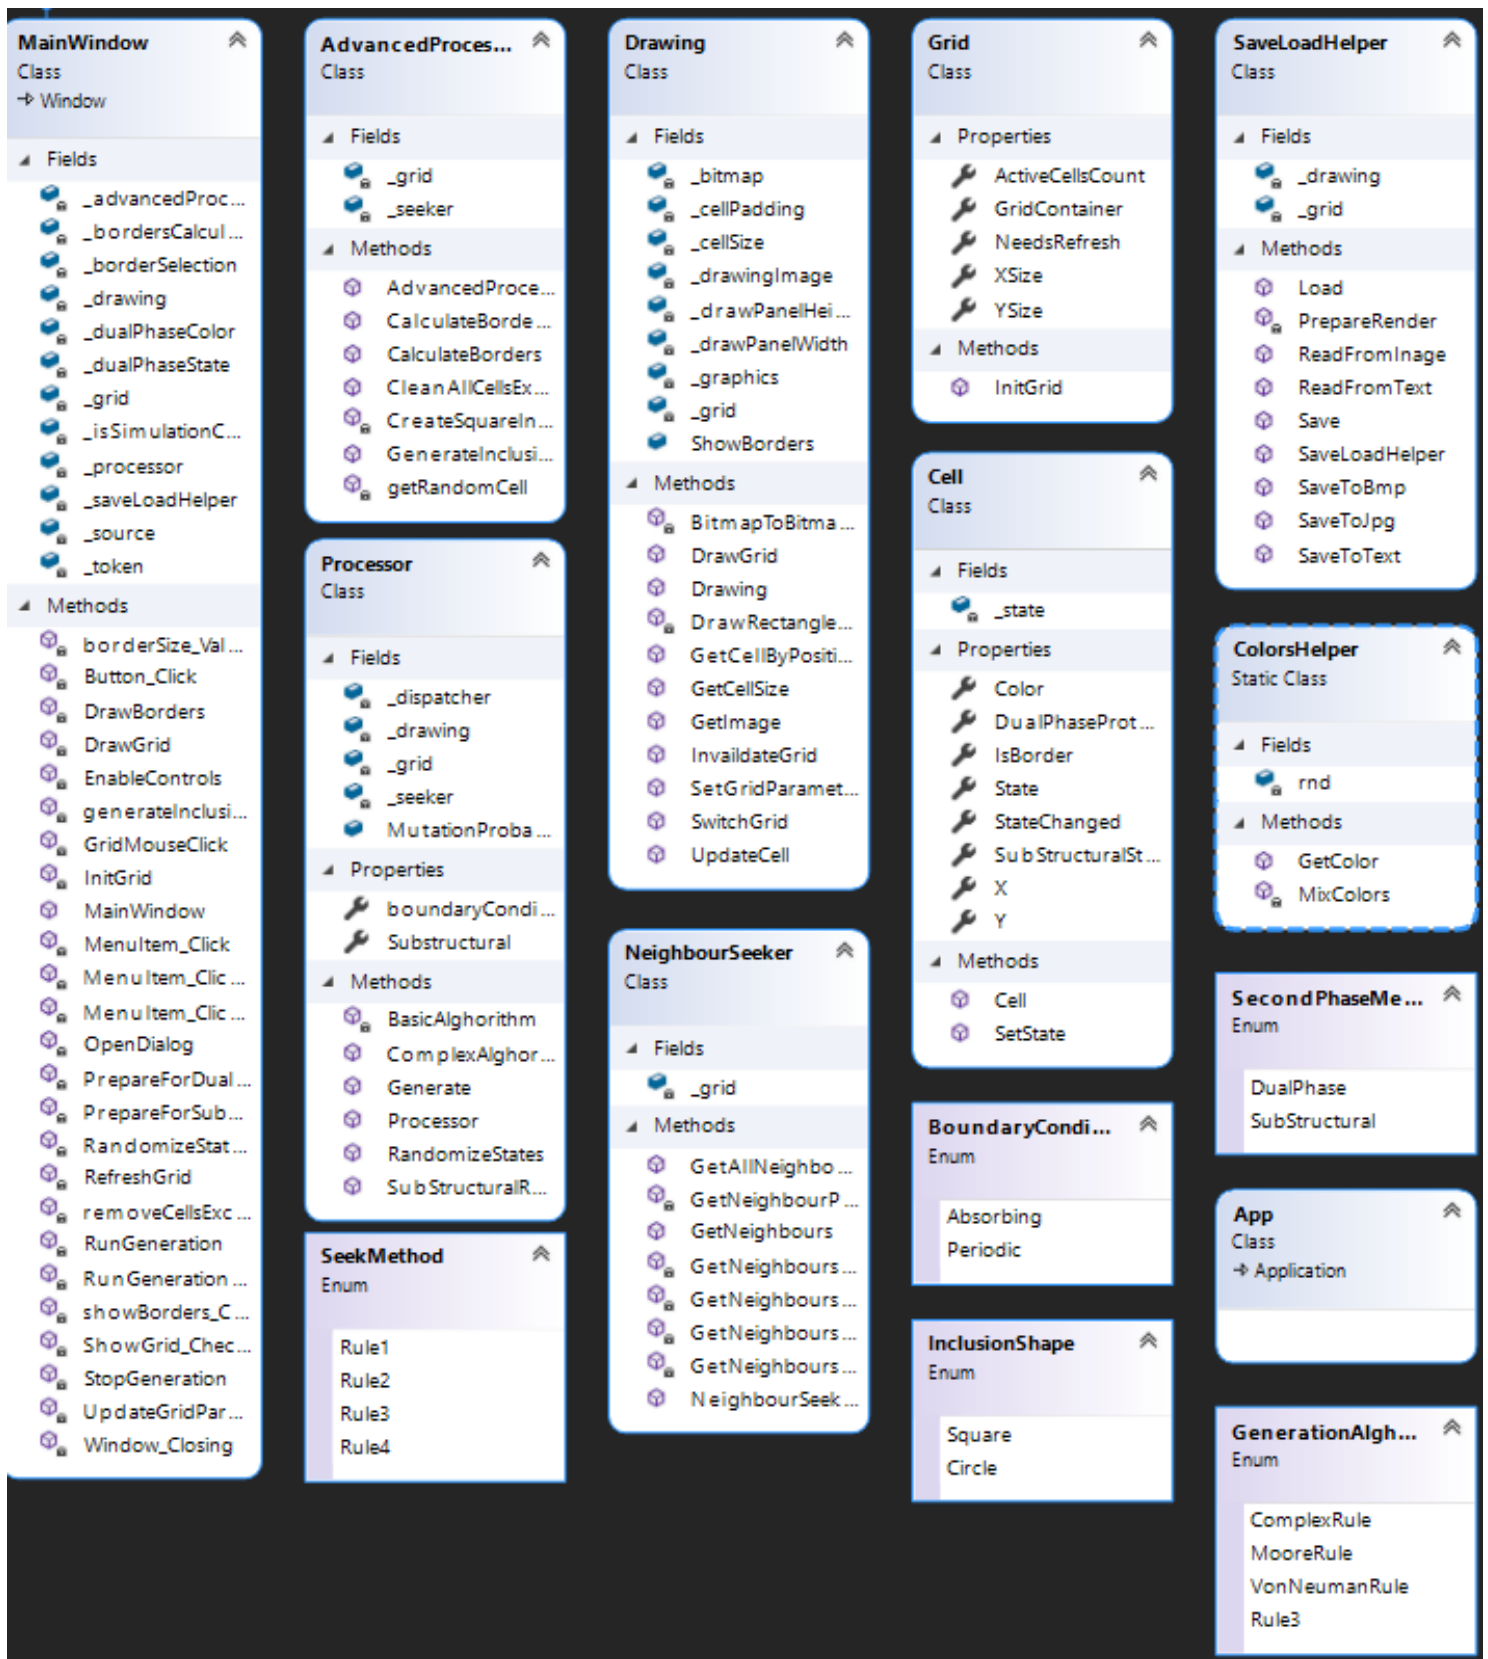 MainWindow
Class
Window
Fields
_advancedProc...
_bordersCalcul...
_borderSelection
_drawing
_dualPhaseColor
_dualPhaseState
_grid
_isSimulationC...
_processor
_saveLoadHelper
_source
_token
Methods
borderSize_Val...
Button_Click
DrawBorders
DrawGrid
EnableControls
generateInclusi...
GridMouseClick
InitGrid
MainWindow
MenuItem_Click
MenuItem_Clic...
MenuItem_Clic...
OpenDialog
PrepareForDual...
PrepareForSub...
RandomizeStat...
RefreshGrid
removeCellsExc...
RunGeneration
RunGeneration...
showBorders_C...
ShowGrid_Chec...
StopGeneration
UpdateGridPar...
Window_Closing
AdvancedProces...
Class
Fields
_grid
_seeker
Methods
AdvancedProce...
CalculateBorde...
CalculateBorders
CleanAllCellsEx...
CreateSquareIn...
GenerateInclusi...
getRandomCell
Processor
Class
Fields
_dispatcher
_drawing
_grid
_seeker
MutationProba...
Properties
boundaryCondi...
Substructural
Methods
BasicAlghorithm
ComplexAlghor...
Generate
Processor
RandomizeStates
SubStructuralR...
SeekMethod
Enum
Rule1
Rule2
Rule3
Rule4
Drawing
Class
Fields
_bitmap
_cellPadding
_cellSize
_drawingImage
_drawPanelHei...
_drawPanelWidth
_graphics
_grid
ShowBorders
Methods
BitmapToBitma...
DrawGrid
Drawing
DrawRectangle...
GetCellByPositi...
GetCellSize
GetImage
InvaildateGrid
SetGridParamet...
SwitchGrid
UpdateCell
NeighbourSeeker
Class
Fields
_grid
Methods
GetAllNeighbo...
GetNeighbourP...
GetNeighbours
GetNeighbours...
GetNeighbours...
GetNeighbours...
GetNeighbours...
NeighbourSeek...
Grid
Class
Properties
ActiveCellsCount
GridContainer
NeedsRefresh
XSize
YSize
Methods
InitGrid
Cell
Class
Fields
_state
Properties
Color
DualPhaseProt...
IsBorder
State
StateChanged
SubStructuralSt...
X
Y
Methods
Cell
SetState
BoundaryCondi...
Enum
Absorbing
Periodic
InclusionShape
Enum
Square
Circle
SaveLoadHelper
Class
Fields
_drawing
_grid
Methods
Load
PrepareRender
ReadFromInage
ReadFromText
Save
SaveLoadHelper
SaveToBmp
SaveToJpg
SaveToText
ColorsHelper
Static Class
Fields
rnd
Methods
GetColor
MixColors
SecondPhaseMe...
Enum
DualPhase
SubStructural
App
Class
Application
GenerationAlgh...
Enum
ComplexRule
MooreRule
VonNeumanRule
Rule3